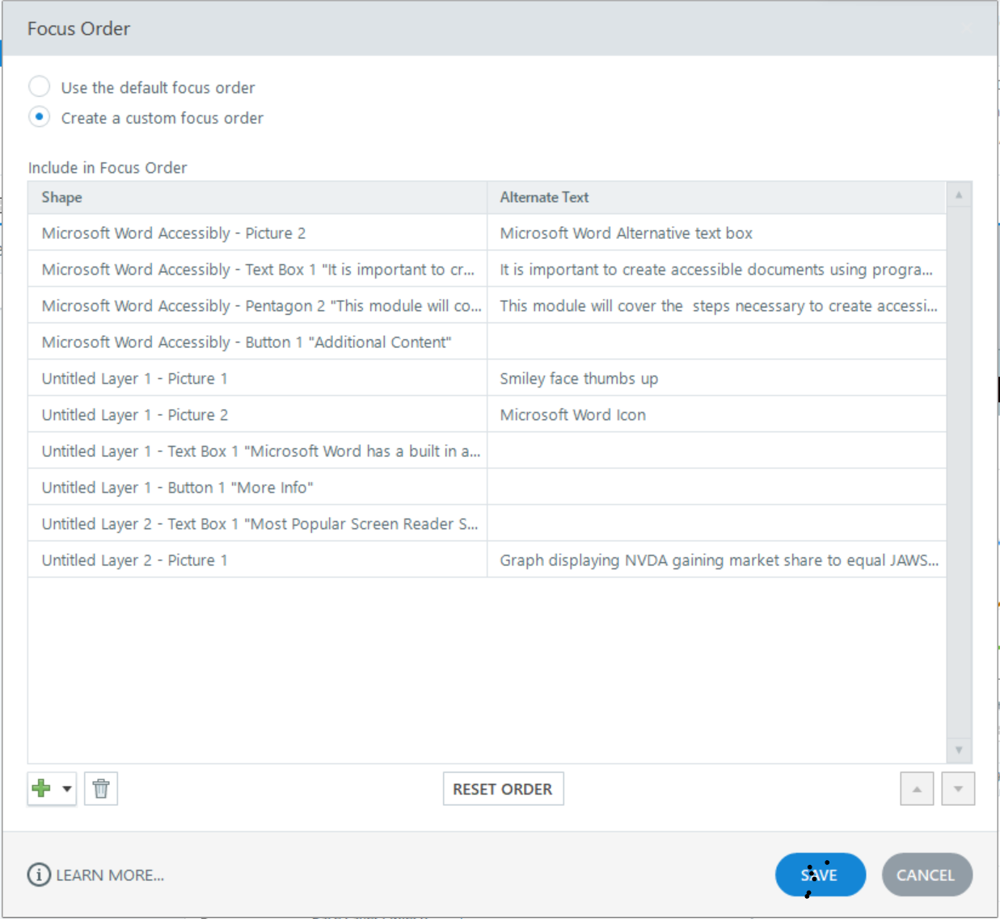 Focus Order
Use the default focus order
Create a custom focus order
Include in Focus Order
Shape Alternate Text
Microsoft Word Accessibly - Picture 2 Microsoft Word Alternative text box
Microsoft Word Accessibly - Text Box 1 "It is important to cr... It is important to create accessible documents using progra...
Microsoft Word Accessibly - Pentagon 2 "This module will co... This module will cover the  steps necessary to create accessi...
Microsoft Word Accessibly - Button 1 "Additional Content"
Untitled Layer 1 - Picture 1 Smiley face thumbs up
Untitled Layer 1 - Picture 2 Microsoft Word Icon
Untitled Layer 1 - Text Box 1 "Microsoft Word has a built in a...
Untitled Layer 1 - Button 1 "More Info"
Untitled Layer 2 - Text Box 1 "Most Popular Screen Reader S...
Untitled Layer 2 - Picture 1 Graph displaying NVDA gaining market share to equal JAWS...
RESET ORDER
LEARN MORE... SAVE CANCEL